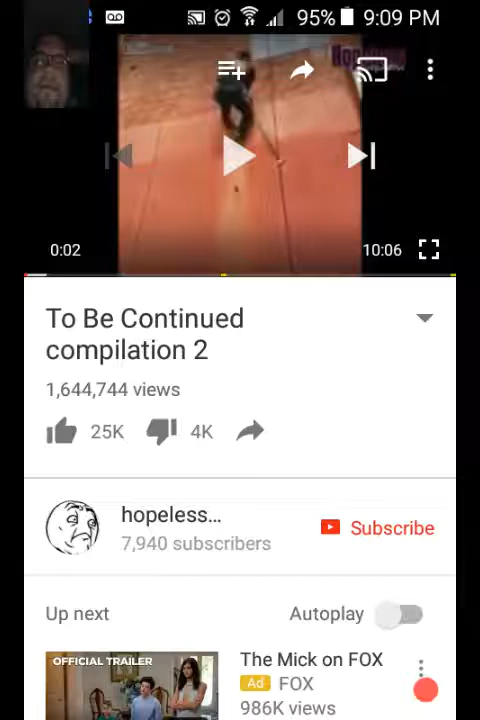 95% 9:09 PM
0:02
10:06
To Be Continued
compilation 2
1,644,744 views
25K
4K
hopeless...
7,940 subscribers
Subscribe
Up next
Autoplay
OFFICIAL TRAILER
The Mick on FOX
Ad FOX
986K views